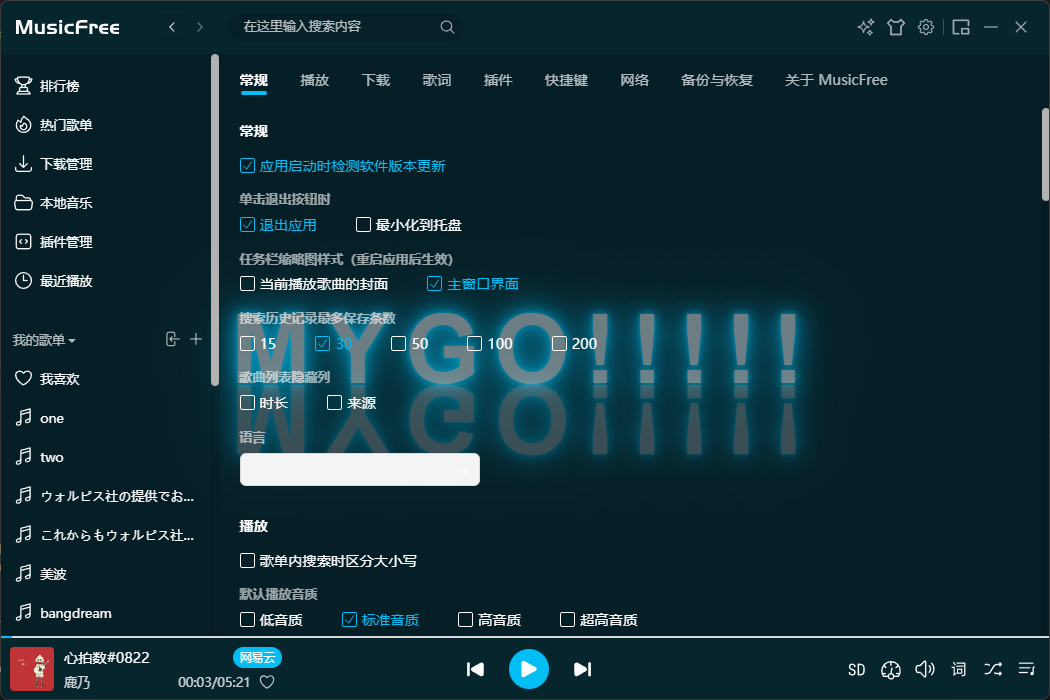 MusicFree
在这里输入搜索内容
排行榜
热门歌单
下载管理
本地音乐
插件管理
最近播放
我的歌单
我喜欢
one
two
ウォルピス社の提供でお...
これからもウォルピス社...
美波
bangdream
常规 播放 下载 歌词 插件 快捷键 网络 备份与恢复 关于 MusicFree
常规
应用启动时检测软件版本更新
单击退出按钮时
退出应用 最小化到托盘
任务栏缩略图样式（重启应用后生效）
当前播放歌曲的封面 主窗口界面
搜索历史记录最多保存条数
15 30 50 100 200
MYGO!!!!!
歌曲列表隐藏列
时长 来源
语言
播放
歌单内搜索时区分大小写
默认播放音质
低音质 标准音质 高音质 超高音质
心拍数#0822 网易云
鹿乃 00:03/05:21
SD 词